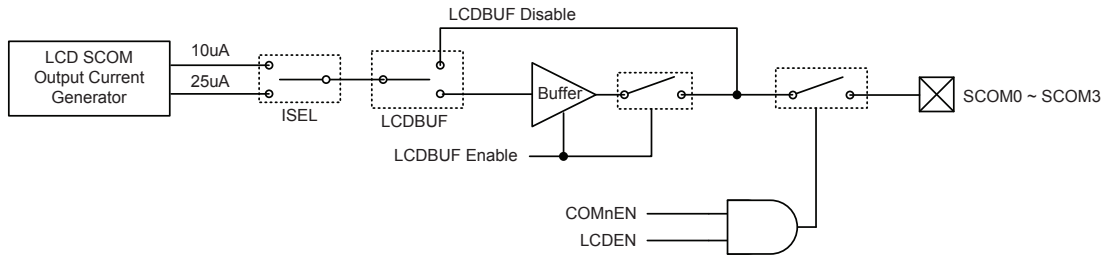 LCDBUF Disable
LCD SCOM
Output Current
Generator
10uA
25uA
ISEL
LCDBUF
Buffer
SCOM0 ~ SCOM3
LCDBUF Enable
COMnEN
LCDEN